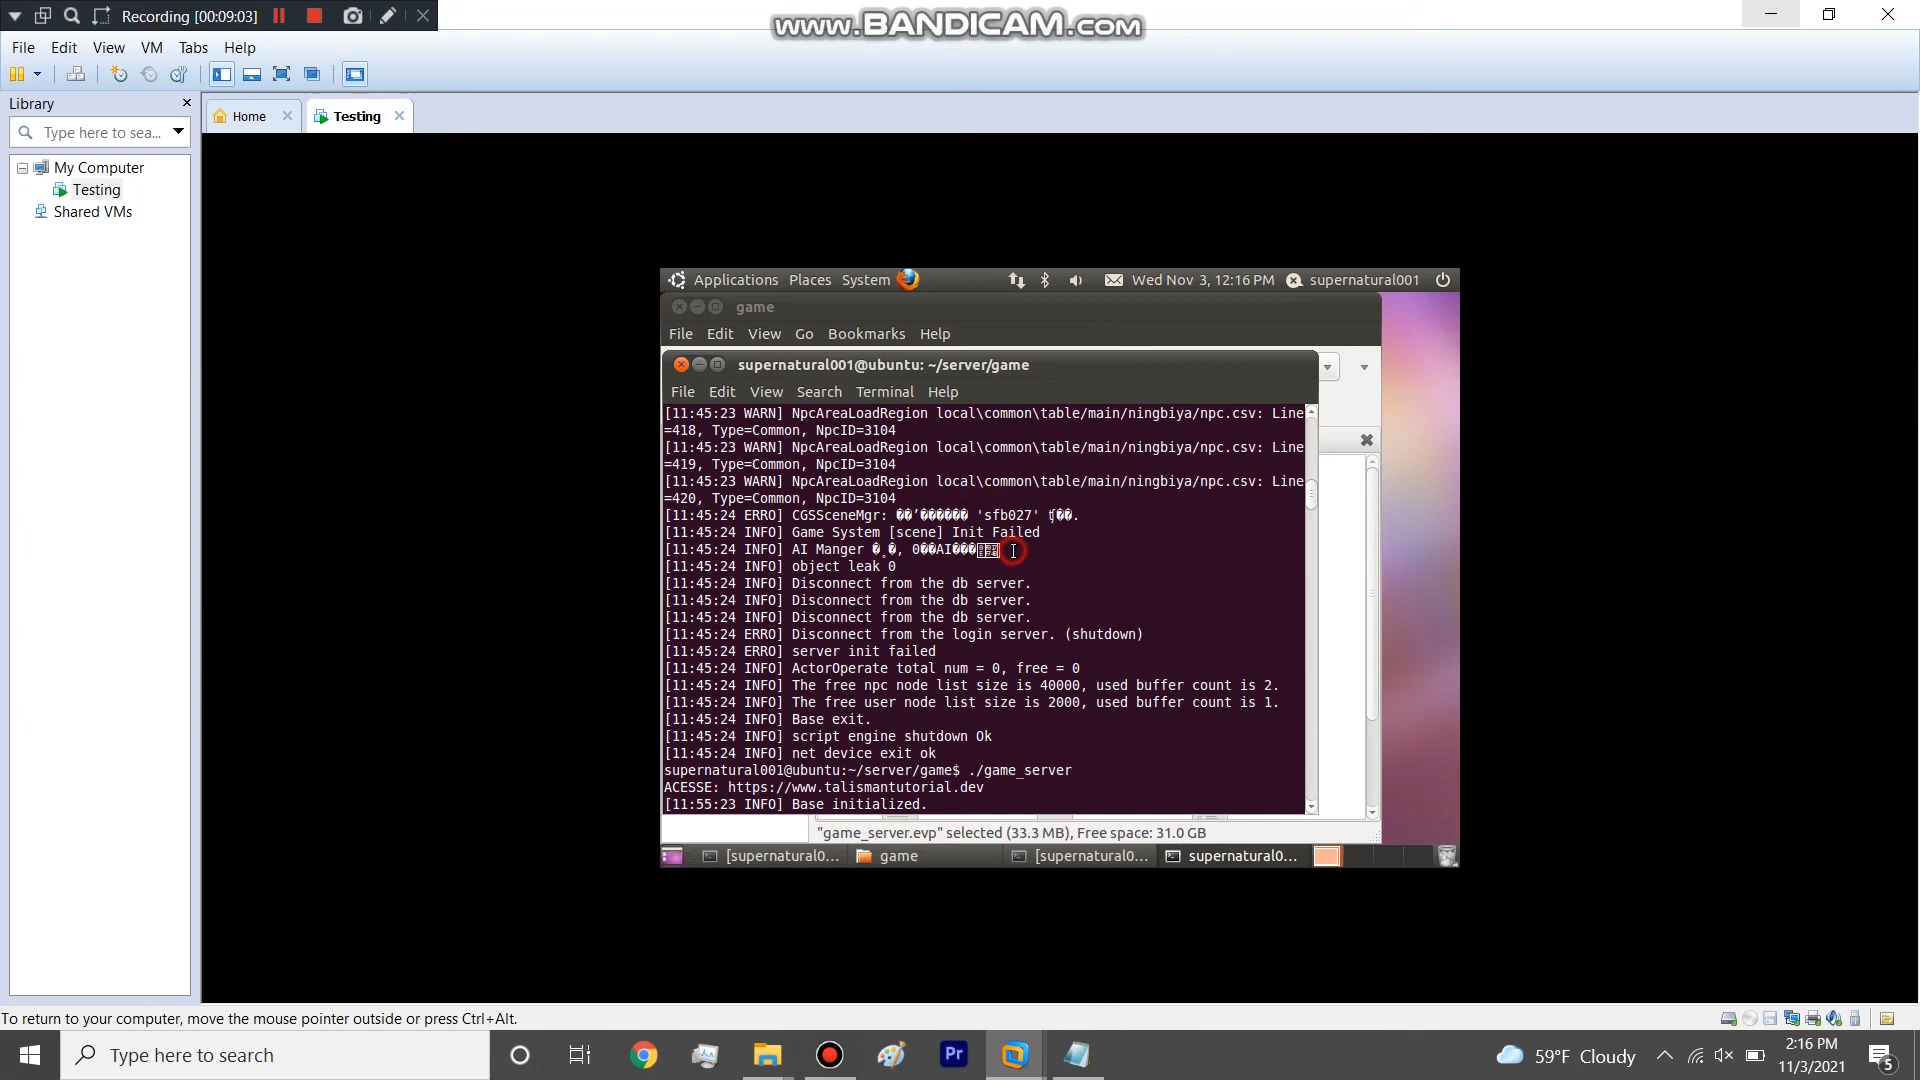 Recording [00:09:03]
www.BANDICAM.com
File Edit View VM Tabs Help
Library
Type here to sea...
Home
Testing
My Computer
Testing
Shared VMs
Applications Places System
Wed Nov 3, 12:16 PM
supernatural001
game
File Edit View Go Bookmarks Help
supernatural001@ubuntu: ~/server/game
File Edit View Search Terminal Help
[11:45:23 WARN] NpcAreaLoadRegion local\common\table/main/ningbiya/npc.csv: Line
=418, Type=Common, NpcID=3104
[11:45:23 WARN] NpcAreaLoadRegion local\common\table/main/ningbiya/npc.csv: Line
=419, Type=Common, NpcID=3104
[11:45:23 WARN] NpcAreaLoadRegion local\common\table/main/ningbiya/npc.csv: Line
=420, Type=Common, NpcID=3104
[11:45:24 ERRO] CGSSceneMgr: 'sfb027'
[11:45:24 INFO] Game System [scene] Init Failed
[11:45:24 INFO] AI Manger
[11:45:24 INFO] object leak 0
[11:45:24 INFO] Disconnect from the db server.
[11:45:24 INFO] Disconnect from the db server.
[11:45:24 INFO] Disconnect from the db server.
[11:45:24 ERRO] Disconnect from the login server. (shutdown)
[11:45:24 ERRO] server init failed
[11:45:24 INFO] ActorOperate total num = 0, free = 0
[11:45:24 INFO] The free npc node list size is 40000, used buffer count is 2.
[11:45:24 INFO] The free user node list size is 2000, used buffer count is 1.
[11:45:24 INFO] Base exit.
[11:45:24 INFO] script engine shutdown Ok
[11:45:24 INFO] net device exit ok
supernatural001@ubuntu:~/server/game$ ./game_server
ACESSE: https://www.talismantutorial.dev
[11:55:23 INFO] Base initialized.
"game_server.evp" selected (33.3 MB), Free space: 31.0 GB
[supernatural0...
game
[supernatural0...
supernatural0...
To return to your computer, move the mouse pointer outside or press Ctrl+Alt.
Type here to search
Pr
59°F Cloudy
2:16 PM
11/3/2021
5